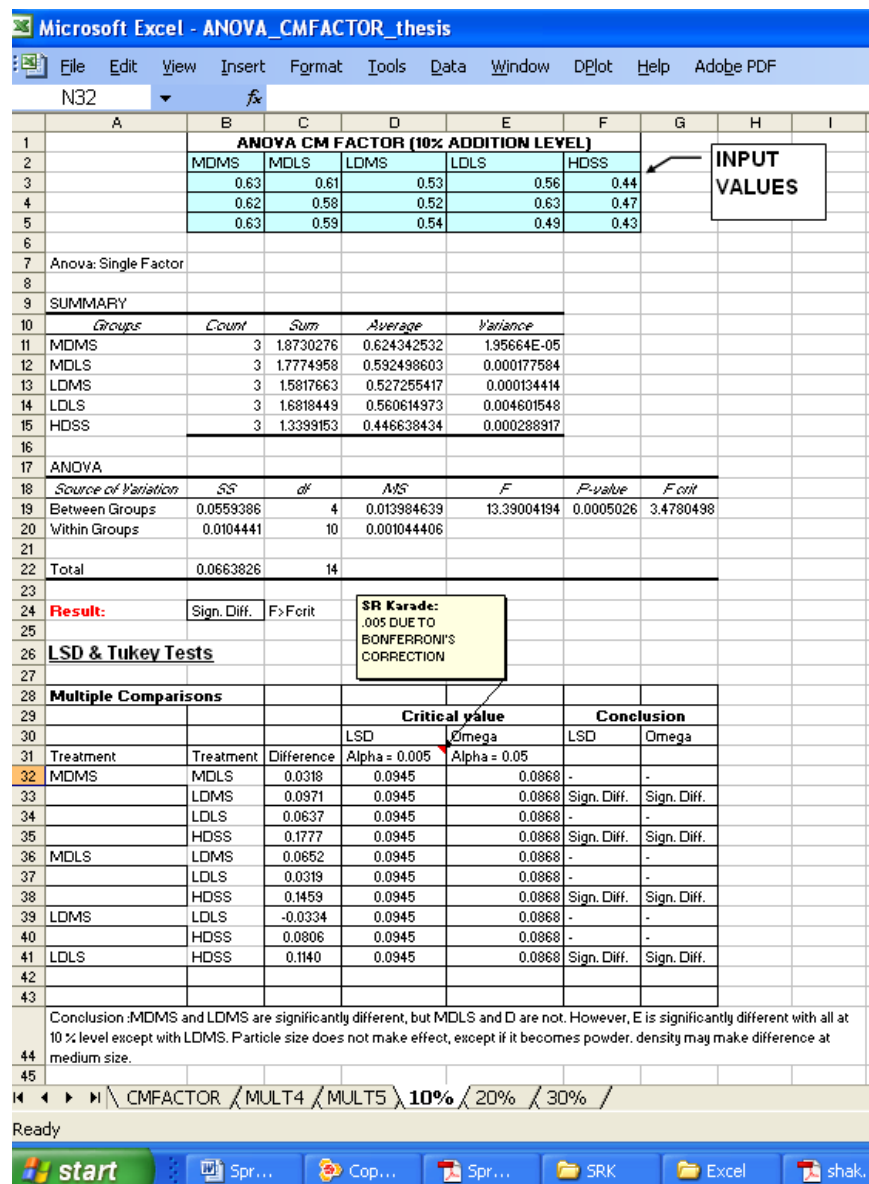 Microsoft Excel - ANOVA_CMFACTOR_thesis
File Edit View Insert Format Tools Data Window DPlot Help Adobe PDF
N32 fx
A B C D E F G H I
1 ANOVA CM FACTOR (10% ADDITION LEVEL)
2 MDMS MDLS LDMS LDLS HDSS INPUT
3 0.63 0.61 0.53 0.56 0.44 VALUES
4 0.62 0.58 0.52 0.63 0.47
5 0.63 0.59 0.54 0.49 0.43
6
7 Anova: Single Factor
8
9 SUMMARY
10 Groups Count Sum Average Variance
11 MDMS 3 1.8730276 0.624342532 1.95664E-05
12 MDLS 3 1.7774958 0.592498603 0.000177584
13 LDMS 3 1.5817663 0.527255417 0.000134414
14 LDLS 3 1.6818449 0.560614973 0.004601548
15 HDSS 3 1.3399153 0.446638434 0.000288917
16
17 ANOVA
18 Source of Variation SS df MS F P-value F crit
19 Between Groups 0.0559386 4 0.013984639 13.39004194 0.0005026 3.4780498
20 Within Groups 0.0104441 10 0.001044406
21
22 Total 0.0663826 14
23
24 Result: Sign. Diff. F>Fcrit
SR Karade:
.005 DUE TO
BONFERRONI'S
CORRECTION
25
26 LSD & Tukey Tests
27
28 Multiple Comparisons
29 Critical value Conclusion
30 LSD Omega LSD Omega
31 Treatment Treatment Difference Alpha = 0.005 Alpha = 0.05
32 MDMS MDLS 0.0318 0.0945 0.0868 - -
33 LDMS 0.0971 0.0945 0.0868 Sign. Diff. Sign. Diff.
34 LDLS 0.0637 0.0945 0.0868 - -
35 HDSS 0.1777 0.0945 0.0868 Sign. Diff. Sign. Diff.
36 MDLS LDMS 0.0652 0.0945 0.0868 - -
37 LDLS 0.0319 0.0945 0.0868 - -
38 HDSS 0.1459 0.0945 0.0868 Sign. Diff. Sign. Diff.
39 LDMS LDLS -0.0334 0.0945 0.0868 - -
40 HDSS 0.0806 0.0945 0.0868 - -
41 LDLS HDSS 0.1140 0.0945 0.0868 Sign. Diff. Sign. Diff.
42
43
Conclusion :MDMS and LDMS are significantly different, but MDLS and D are not. However, E is significantly different with all at
10 % level except with LDMS. Particle size does not make effect, except if it becomes powder. density may make difference at
44 medium size.
45
CMFACTOR / MULT4 / MULT5 \ 10% / 20% / 30% /
Ready
start Spr... Cop... Spr... SRK Excel shak.